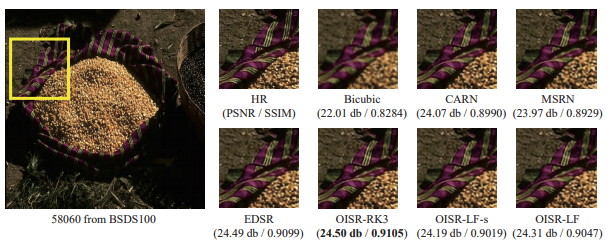 HR
(PSNR / SSIM)
Bicubic
(22.01 db / 0.8284)
CARN
(24.07 db / 0.8990)
MSRN
(23.97 db / 0.8929)
58060 from BSDS100
EDSR
(24.49 db / 0.9099)
OISR-RK3
(24.50 db / 0.9105)
OISR-LF-s
(24.19 db / 0.9019)
OISR-LF
(24.31 db / 0.9047)